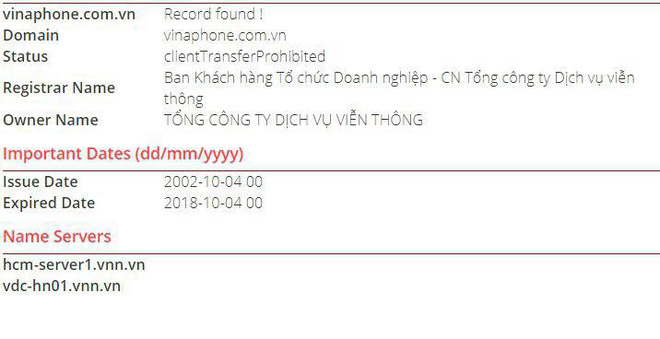 vinaphone.com.vn Record found !
Domain vinaphone.com.vn
Status clientTransferProhibited
Registrar Name Ban Khách hàng Tổ chức Doanh nghiệp - CN Tổng công ty Dịch vụ viễn
thông
Owner Name TỔNG CÔNG TY DỊCH VỤ VIỄN THÔNG
Important Dates (dd/mm/yyyy)
Issue Date 2002-10-04 00
Expired Date 2018-10-04 00
Name Servers
hcm-server1.vnn.vn
vdc-hn01.vnn.vn